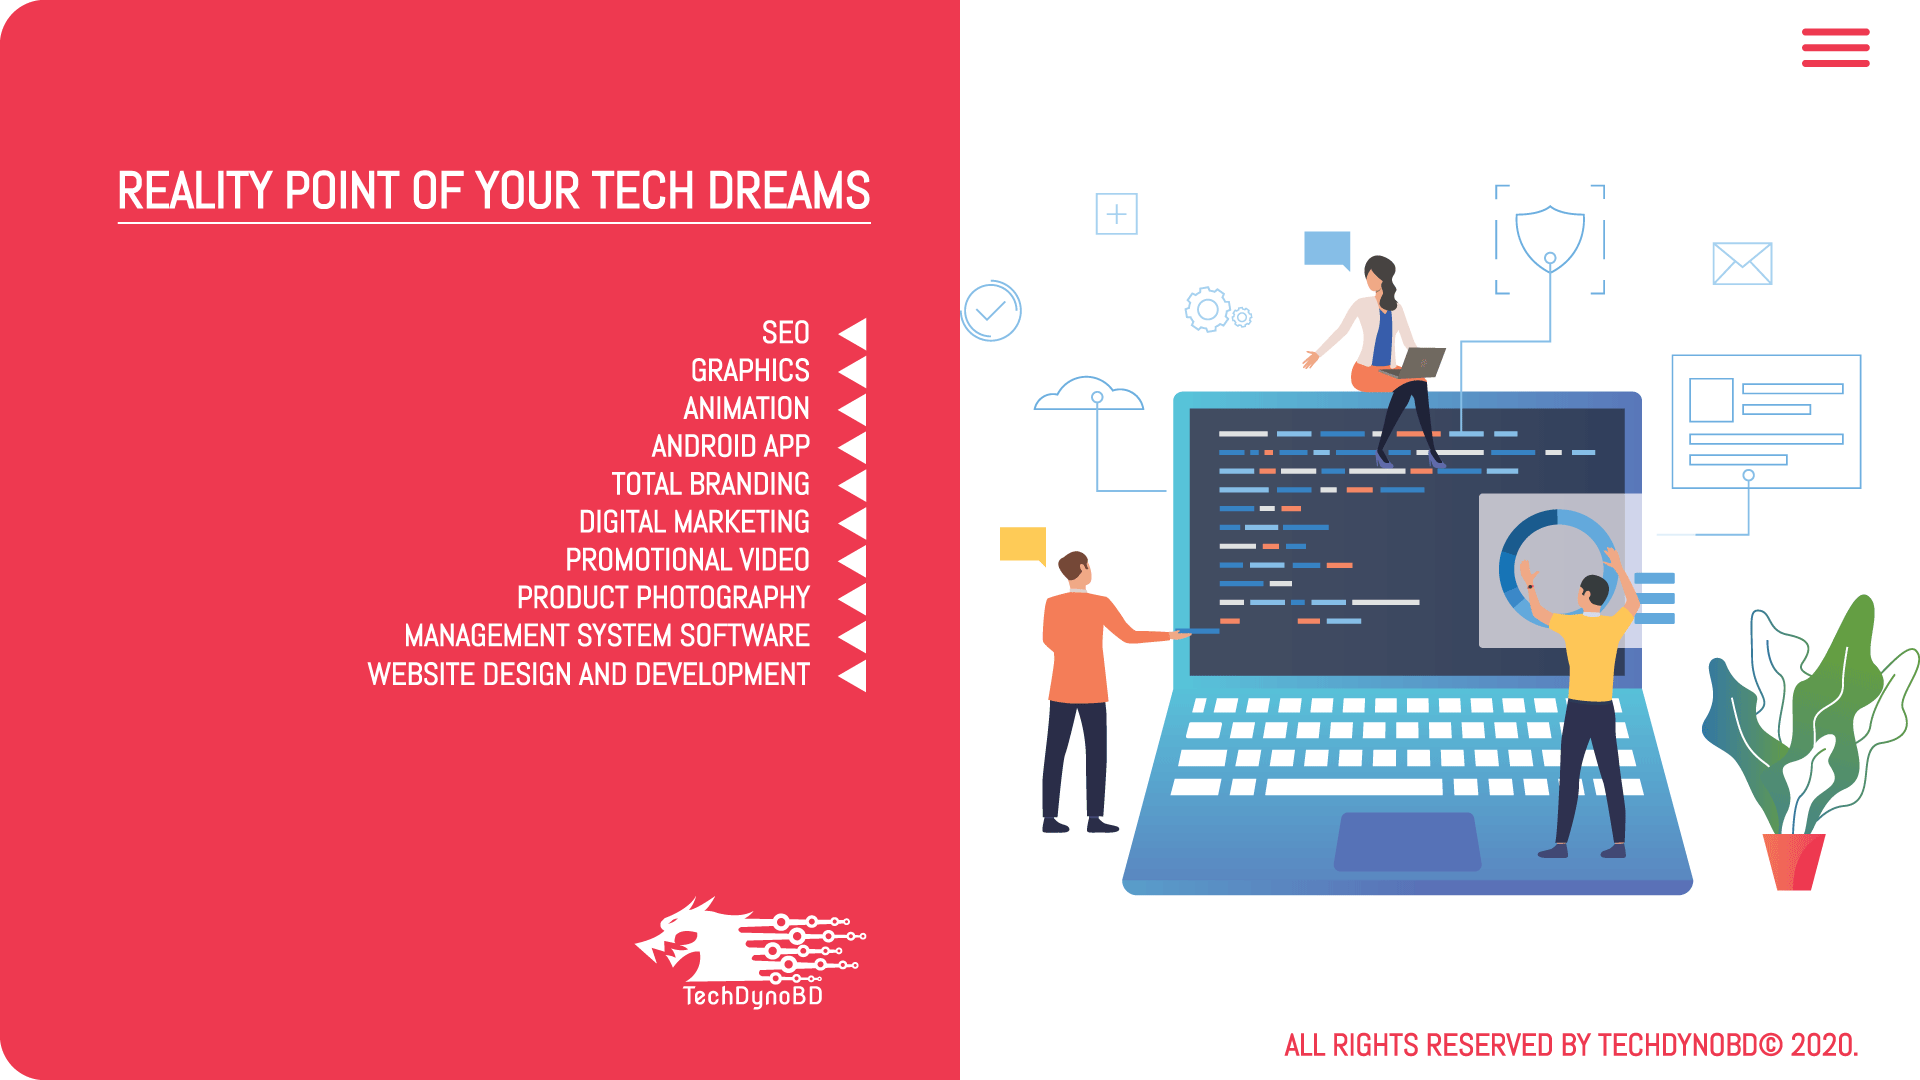 REALITY POINT OF YOUR TECH DREAMS
SEO
GRAPHICS
ANIMATION
ANDROID APP
TOTAL BRANDING
DIGITAL MARKETING
PROMOTIONAL VIDEO
PRODUCT PHOTOGRAPHY
MANAGEMENT SYSTEM SOFTWARE
WEBSITE DESIGN AND DEVELOPMENT
TechDynoBD
ALL RIGHTS RESERVED BY TECHDYNOBD© 2020.